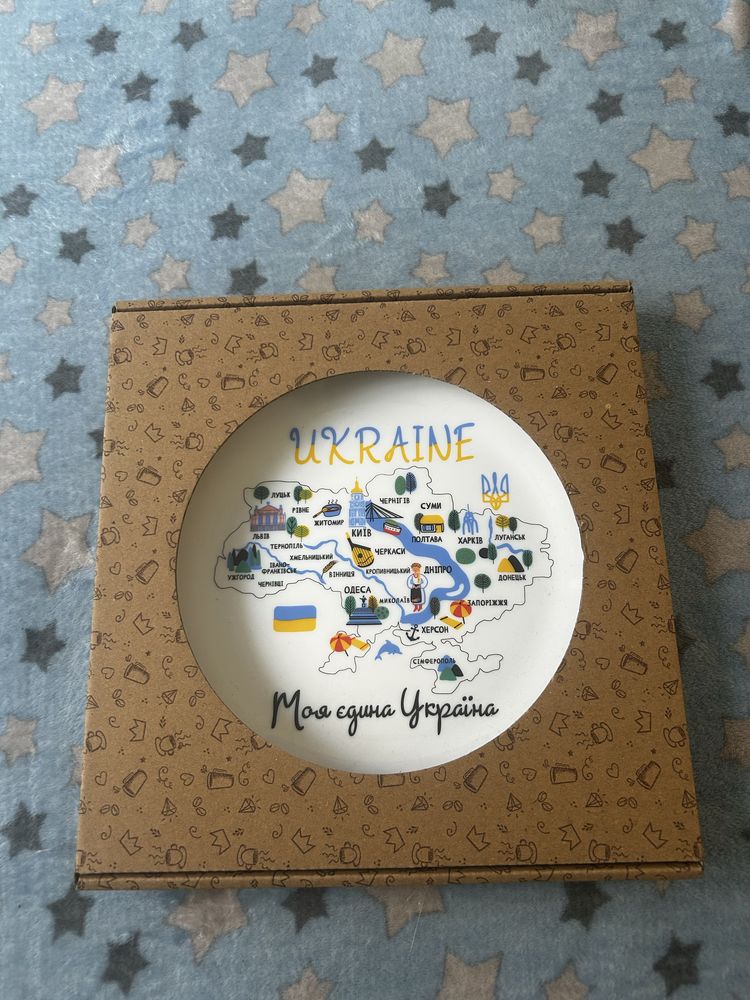 UKRAINE
ЛУЦЬК
РІВНЕ
ЖИТОМИР
КИЇВ
ЧЕРНІГІВ
СУМИ
ЛЬВІВ
ТЕРНОПІЛЬ
ХМЕЛЬНИЦЬКИЙ
ЧЕРКАСИ
ПОЛТАВА
ХАРКІВ
ЛУГАНСЬК
УЖГОРОД
ІВАНО-
ФРАНКІВСЬК
ЧЕРНІВЦІ
ВІННИЦЯ
КРОПИВНИЦЬКИЙ
ДНІПРО
ДОНЕЦЬК
ОДЕСА
МИКОЛАЇВ
ЗАПОРІЖЖЯ
ХЕРСОН
СІМФЕРОПОЛЬ
Моя єдина Україна